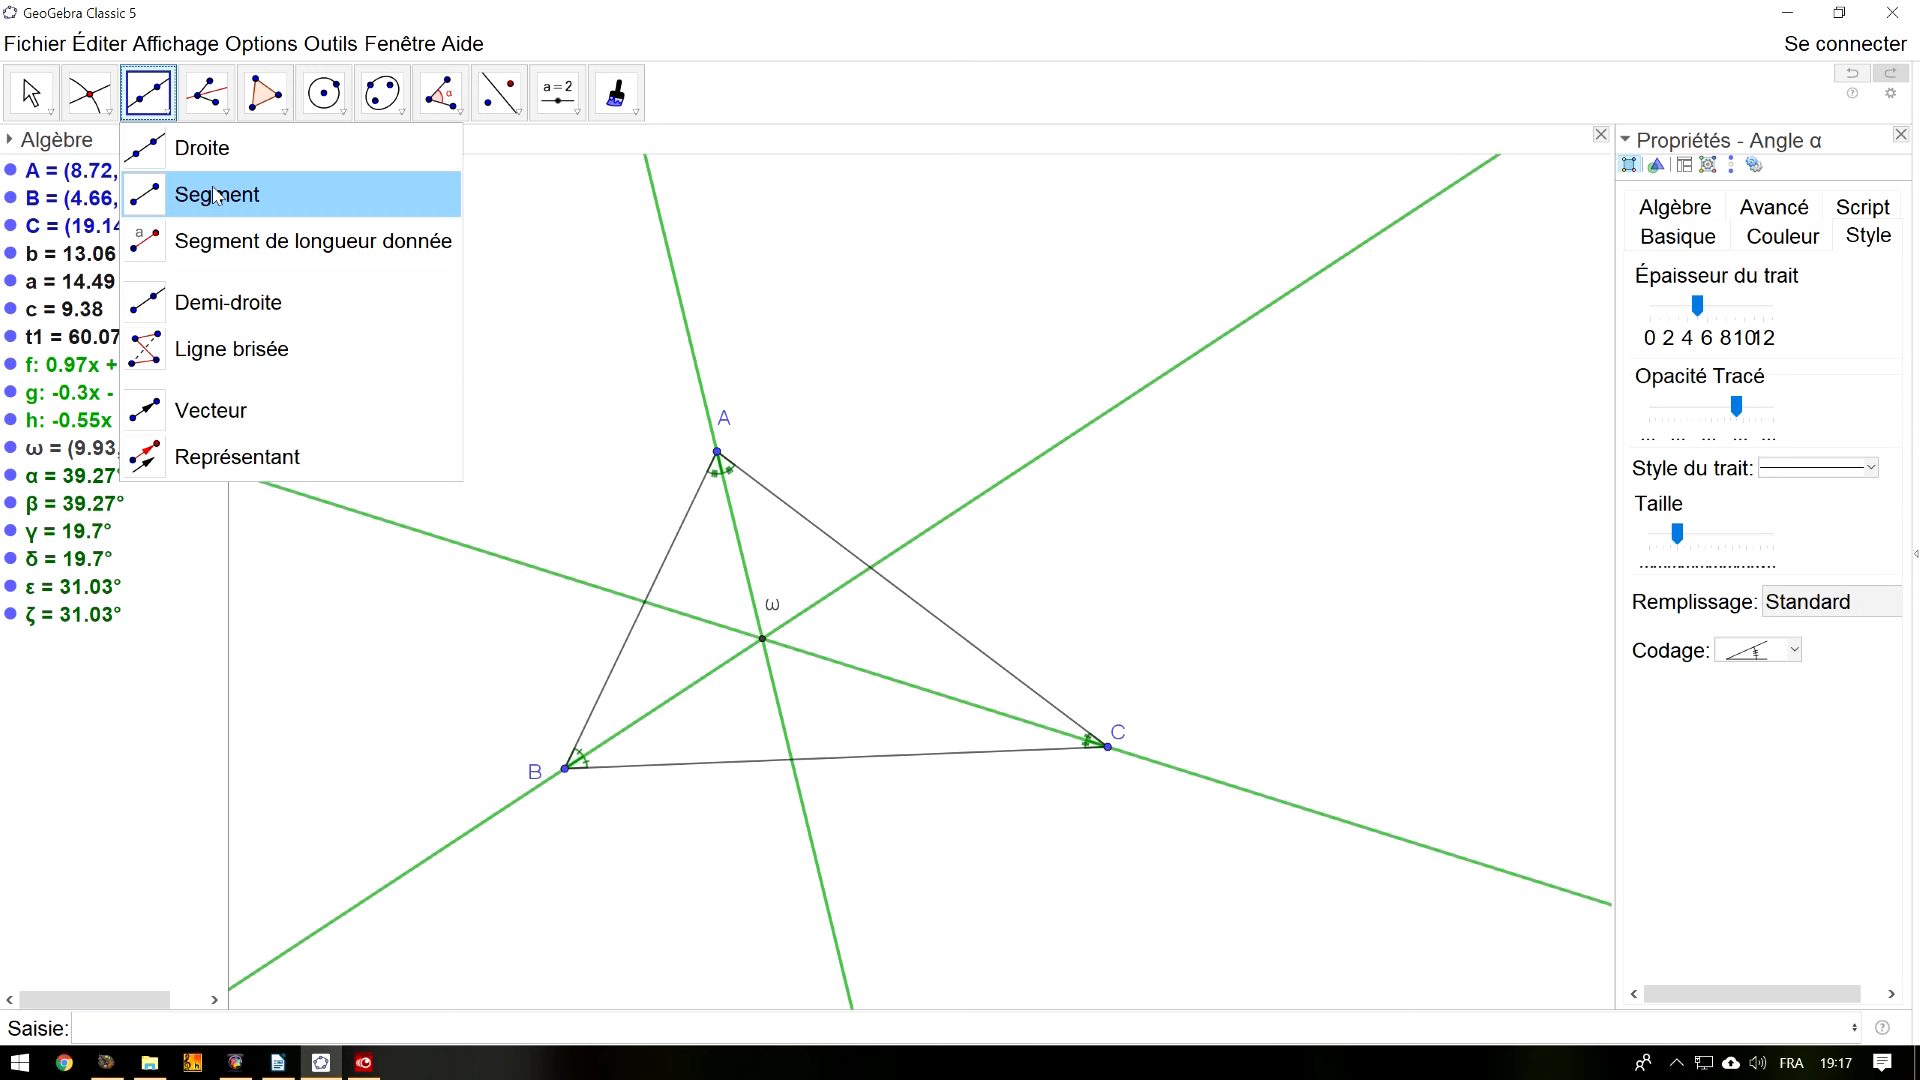 GeoGebra Classic 5
Fichier Éditer Affichage Options Outils Fenêtre Aide
Se connecter
α
a = 2
Algèbre
A = (8.72,
B = (4.66,
C = (19.14
b = 13.06
a = 14.49
c = 9.38
t1 = 60.07
f: 0.97x +
g: -0.3x -
h: -0.55x
ω = (9.93,
α = 39.27°
β = 39.27°
γ = 19.7°
δ = 19.7°
ε = 31.03°
ζ = 31.03°
Droite
Segment
a
Segment de longueur donnée
Demi-droite
Ligne brisée
Vecteur
Représentant
A
ω
B
C
Propriétés - Angle α
Algèbre Avancé Script
Basique Couleur Style
Épaisseur du trait
0 2 4 6 8 10 12
Opacité Tracé
... ... ... ... ...
Style du trait:
Taille
Remplissage: Standard
Codage:
Saisie:
FRA 19:17